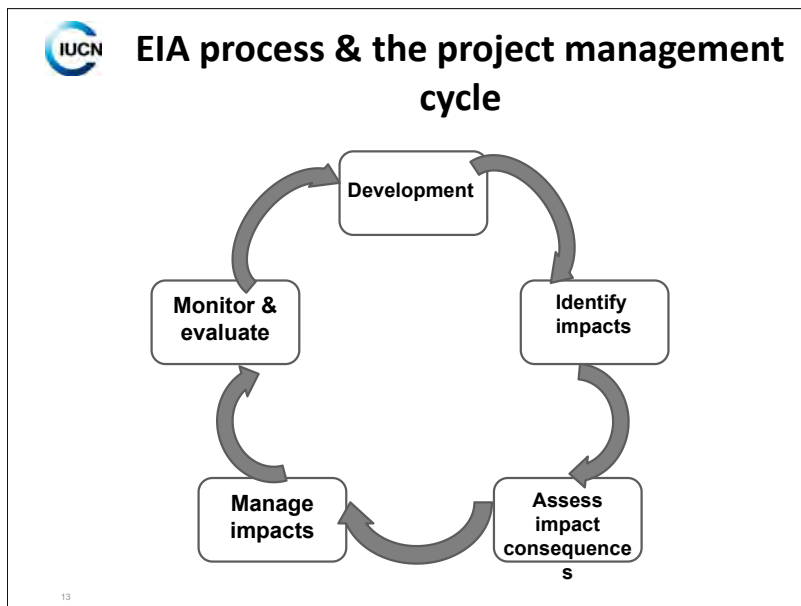 IUCN
EIA process & the project management
cycle
Development
Identify
impacts
Assess
impact
consequence
s
Manage
impacts
Monitor &
evaluate
13